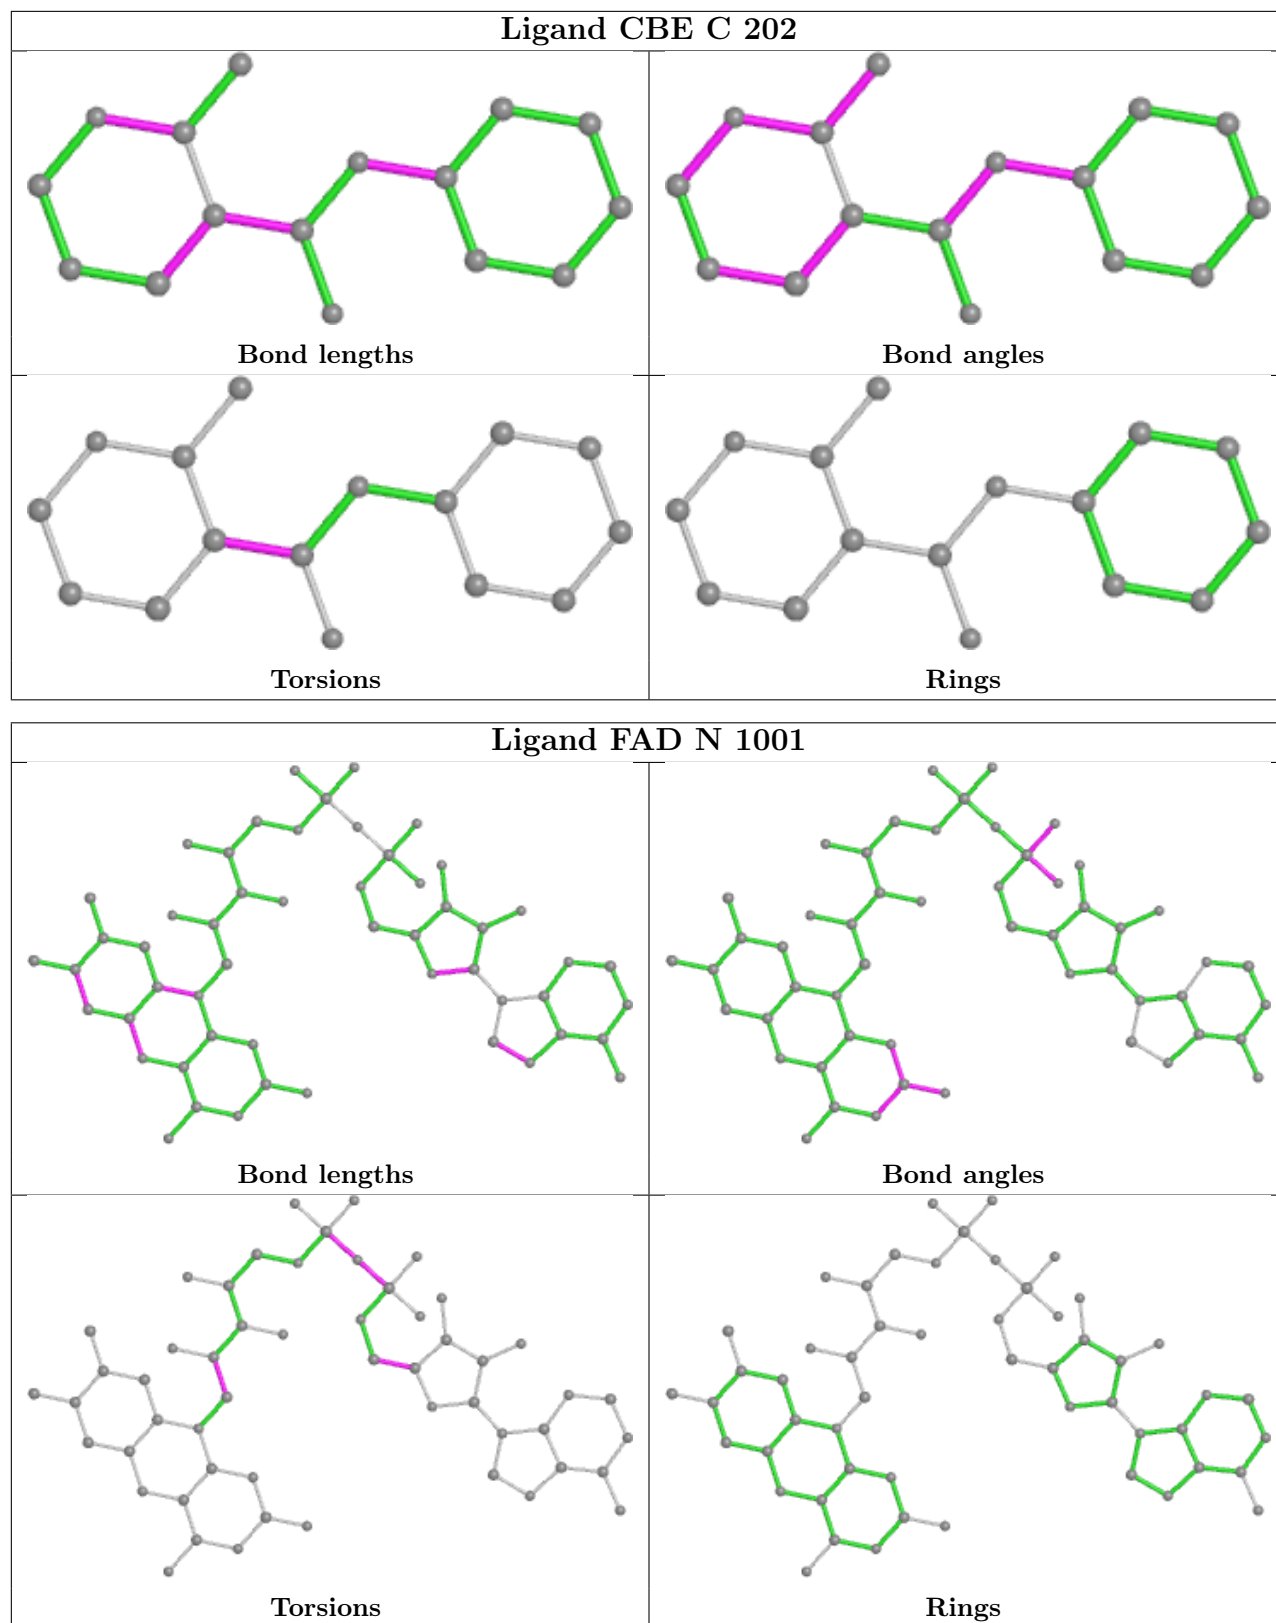 Ligand CBE C 202
Bond lengths
Bond angles
Torsions
Rings
Ligand FAD N 1001
Bond lengths
Bond angles
Torsions
Rings